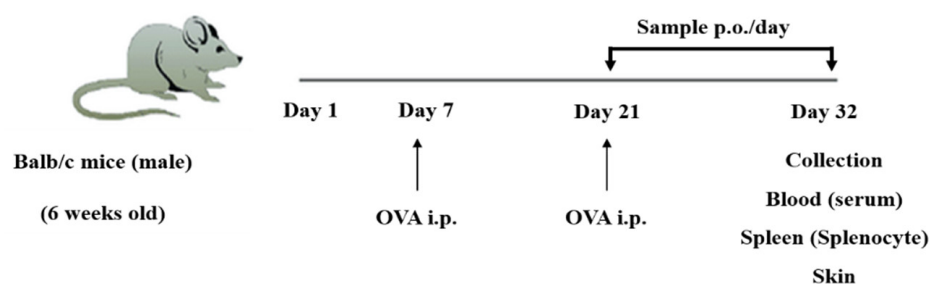 Sample p.o./day
Day 1
Day 7
Day 21
Day 32
Balb/c mice (male)
(6 weeks old)
OVA i.p.
OVA i.p.
Collection
Blood (serum)
Spleen (Splenocyte)
Skin